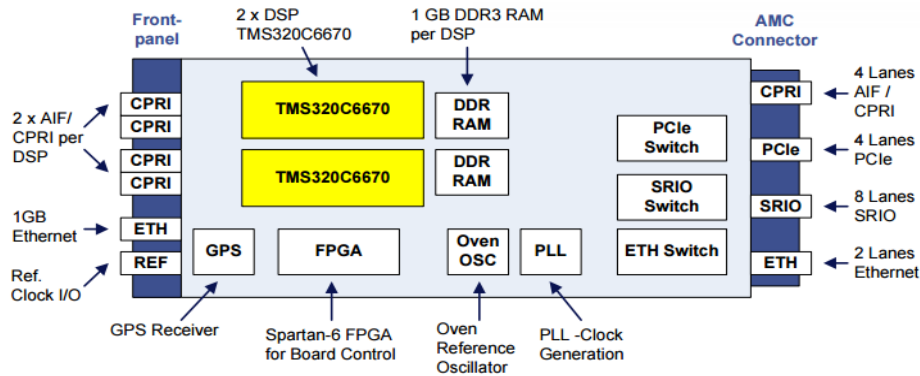 Front-
panel
2 x DSP
TMS320C6670
1 GB DDR3 RAM
per DSP
AMC
Connector
2 x AIF/
CPRI per
DSP
1GB
Ethernet
Ref.
Clock I/O
CPRI
CPRI
CPRI
CPRI
ETH
REF
TMS320C6670
TMS320C6670
DDR
RAM
DDR
RAM
PCIe
Switch
SRIO
Switch
ETH Switch
GPS
FPGA
Oven
OSC
PLL
CPRI
PCIe
SRIO
ETH
4 Lanes
AIF /
CPRI
4 Lanes
PCIe
8 Lanes
SRIO
2 Lanes
Ethernet
GPS Receiver
Spartan-6 FPGA
for Board Control
Oven
Reference
Oscillator
PLL -Clock
Generation